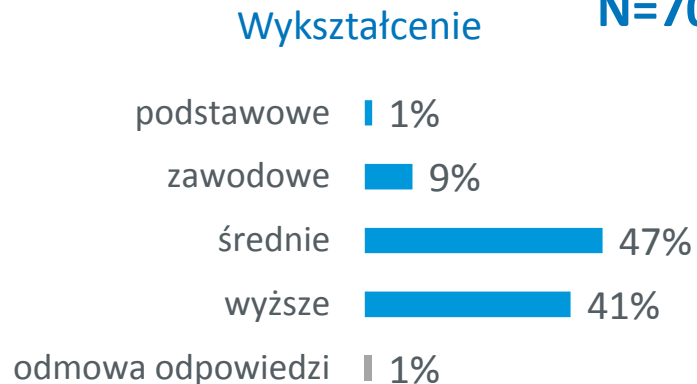 Wykształcenie
podstawowe 1%
zawodowe 9%
średnie 47%
wyższe 41%
odmowa odpowiedzi 1%